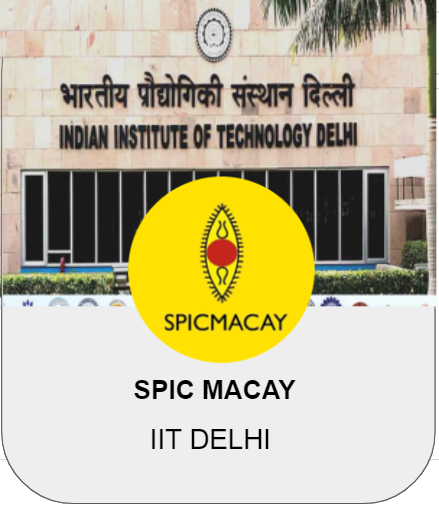 भारतीय प्रौद्योगिकी संस्थान दिल्ली
INDIAN INSTITUTE OF TECHNOLOGY DELHI
SPICMACAY
SPIC MACAY
IIT DELHI